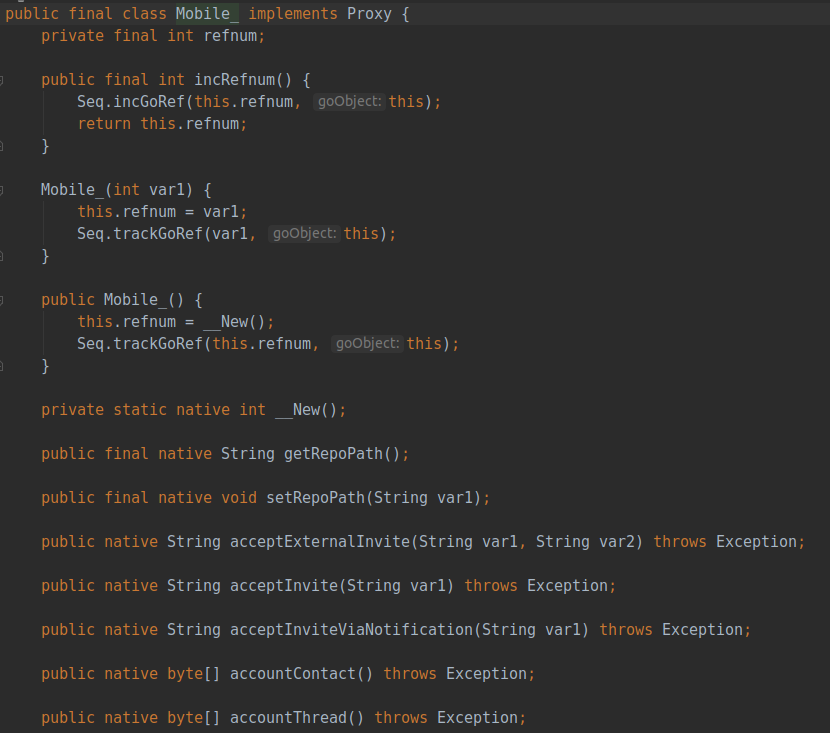 public final class Mobile_ implements Proxy {
    private final int refnum;

    public final int incRefnum() {
        Seq.incGoRef(this.refnum, goObject: this);
        return this.refnum;
    }

    Mobile_(int var1) {
        this.refnum = var1;
        Seq.trackGoRef(var1, goObject: this);
    }

    public Mobile_() {
        this.refnum = __New();
        Seq.trackGoRef(this.refnum, goObject: this);
    }

    private static native int __New();

    public final native String getRepoPath();

    public final native void setRepoPath(String var1);

    public native String acceptExternalInvite(String var1, String var2) throws Exception;

    public native String acceptInvite(String var1) throws Exception;

    public native String acceptInviteViaNotification(String var1) throws Exception;

    public native byte[] accountContact() throws Exception;

    public native byte[] accountThread() throws Exception;